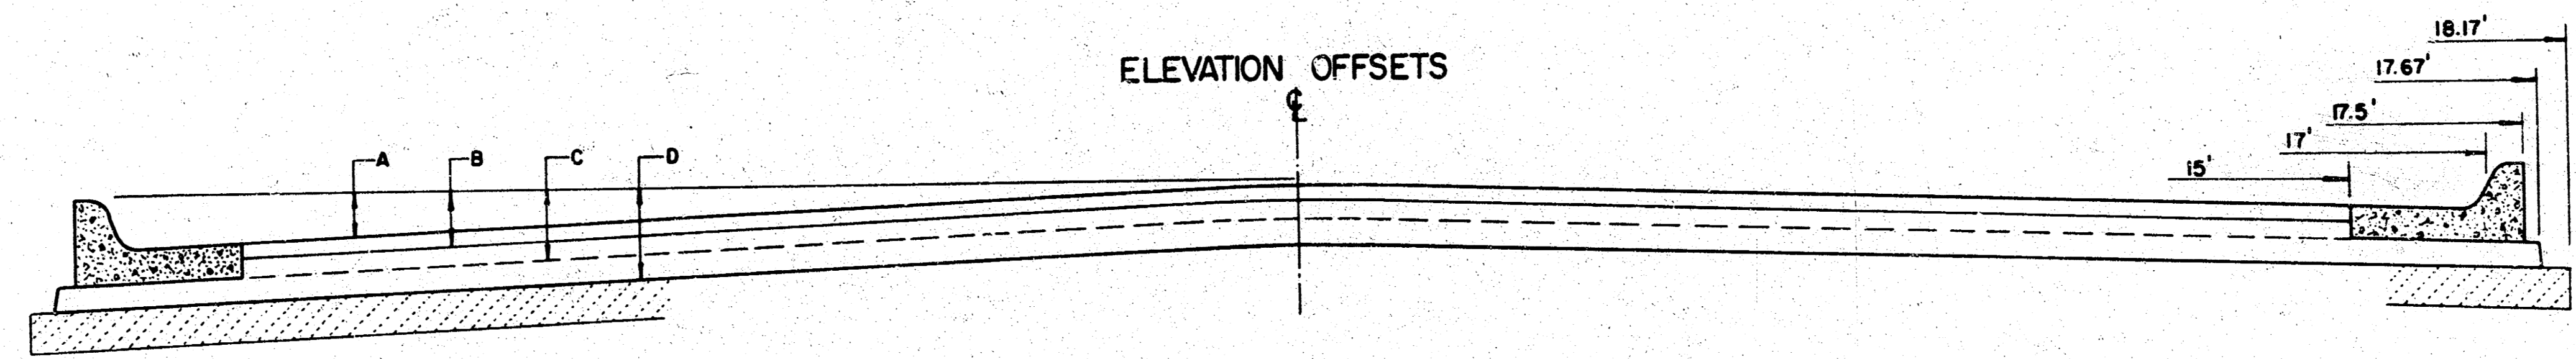 ELEVATION OFFSETS
℄
18.17'
17.67'
17.5'
17'
15'
A
B
C
D